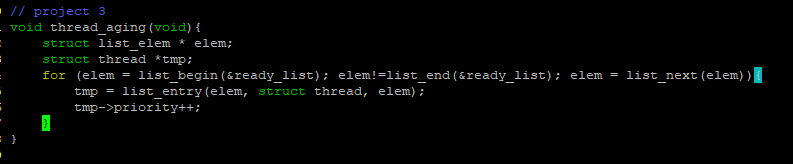 // project 3
void thread_aging(void){
    struct list_elem * elem;
    struct thread *tmp;
    for (elem = list_begin(&ready_list); elem!=list_end(&ready_list); elem = list_next(elem)){
        tmp = list_entry(elem, struct thread, elem);
        tmp->priority++;
    }
}